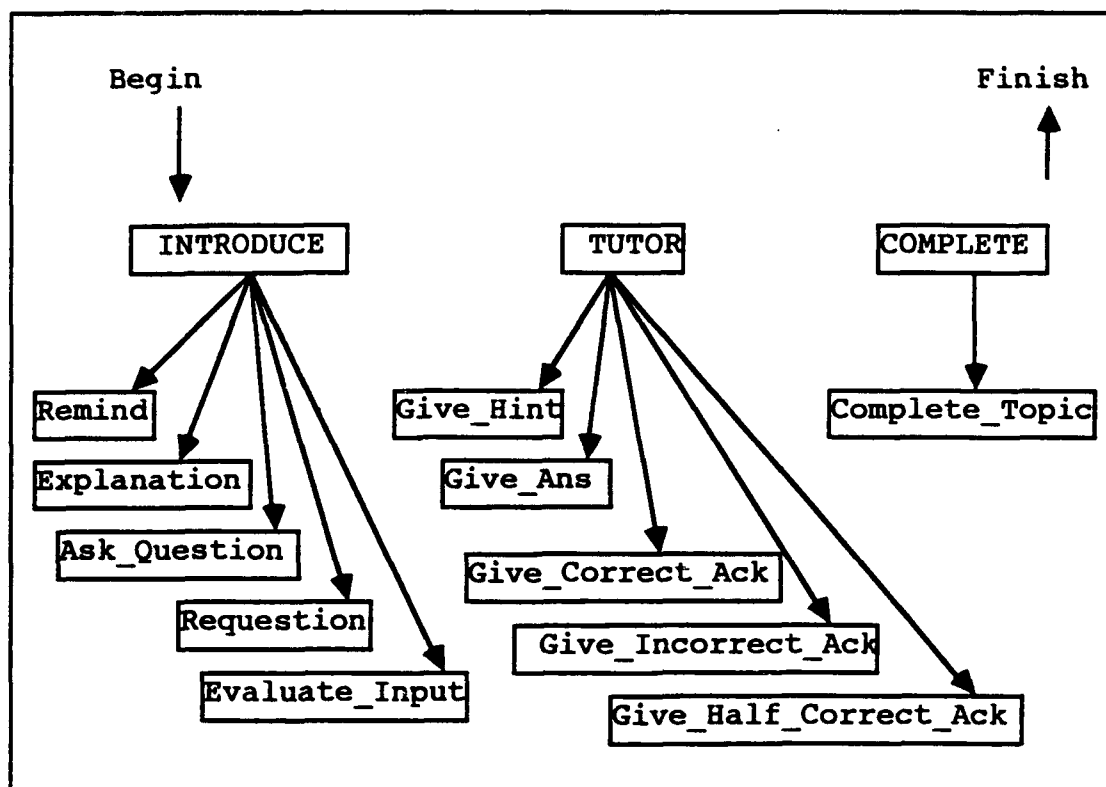 Begin
Finish
INTRODUCE
TUTOR
COMPLETE
Remind
Explanation
Ask_Question
Requestion
Evaluate_Input
Give_Hint
Give_Ans
Give_Correct_Ack
Give_Incorrect_Ack
Give_Half_Correct_Ack
Complete_Topic